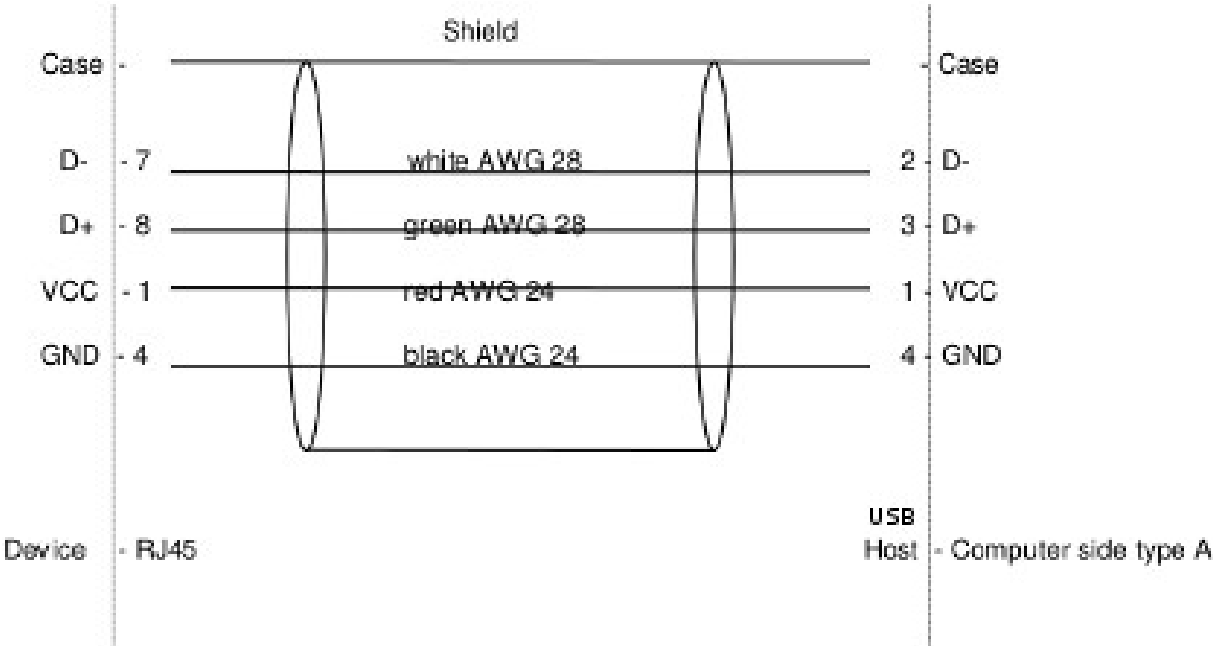 Shield
Case - - Case
D- - 7 white AWG 28 2 - D-
D+ - 8 green AWG 28 3 - D+
VCC - 1 red AWG 24 1 - VCC
GND - 4 black AWG 24 4 - GND
USB
Device - RJ45 Host - Computer side type A